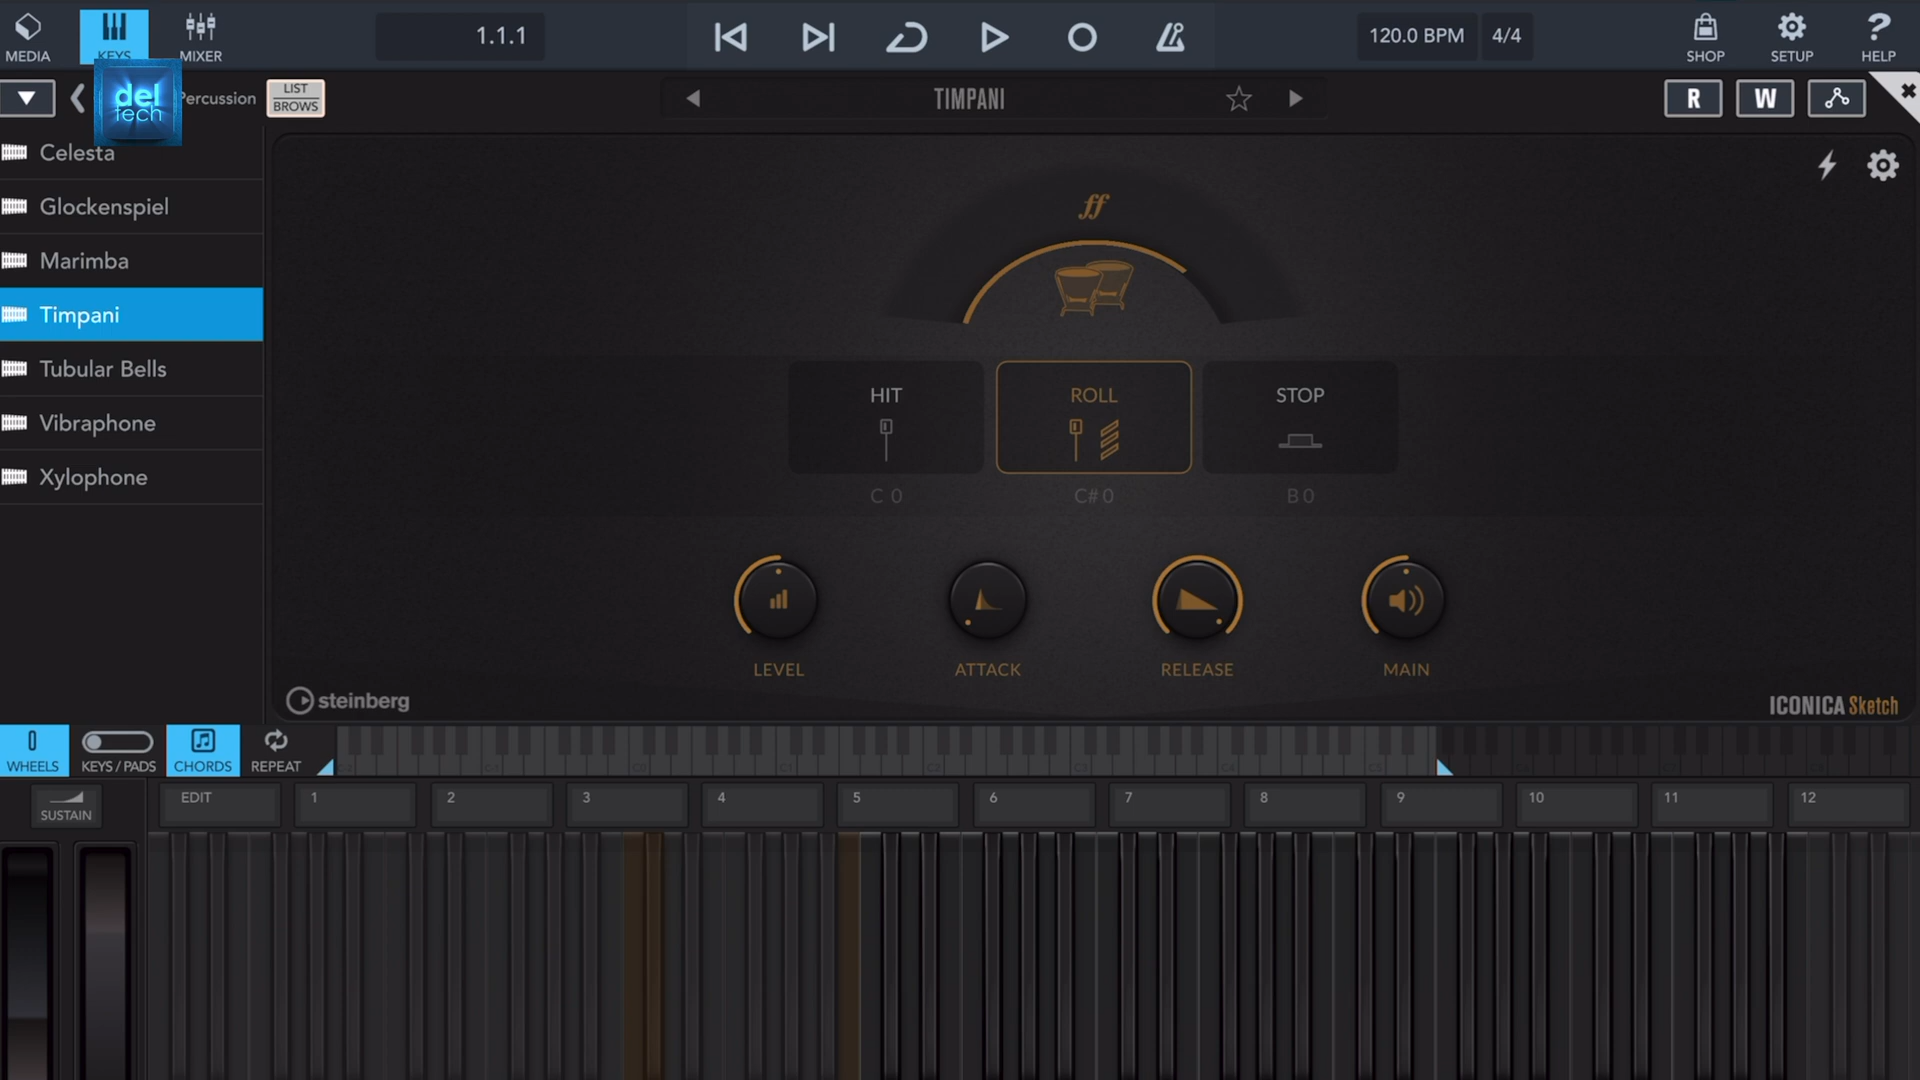 MEDIA
KEYS
MIXER
1.1.1
120.0 BPM
4/4
SHOP
SETUP
? HELP
del
tech
Percussion
LIST
BROWS
TIMPANI
R
W
Celesta
Glockenspiel
Marimba
Timpani
Tubular Bells
Vibraphone
Xylophone
ff
HIT
ROLL
STOP
C 0
C# 0
B 0
LEVEL
ATTACK
RELEASE
MAIN
steinberg
ICONICA Sketch
WHEELS
KEYS / PADS
CHORDS
REPEAT
SUSTAIN
EDIT
1
2
3
4
5
6
7
8
9
10
11
12